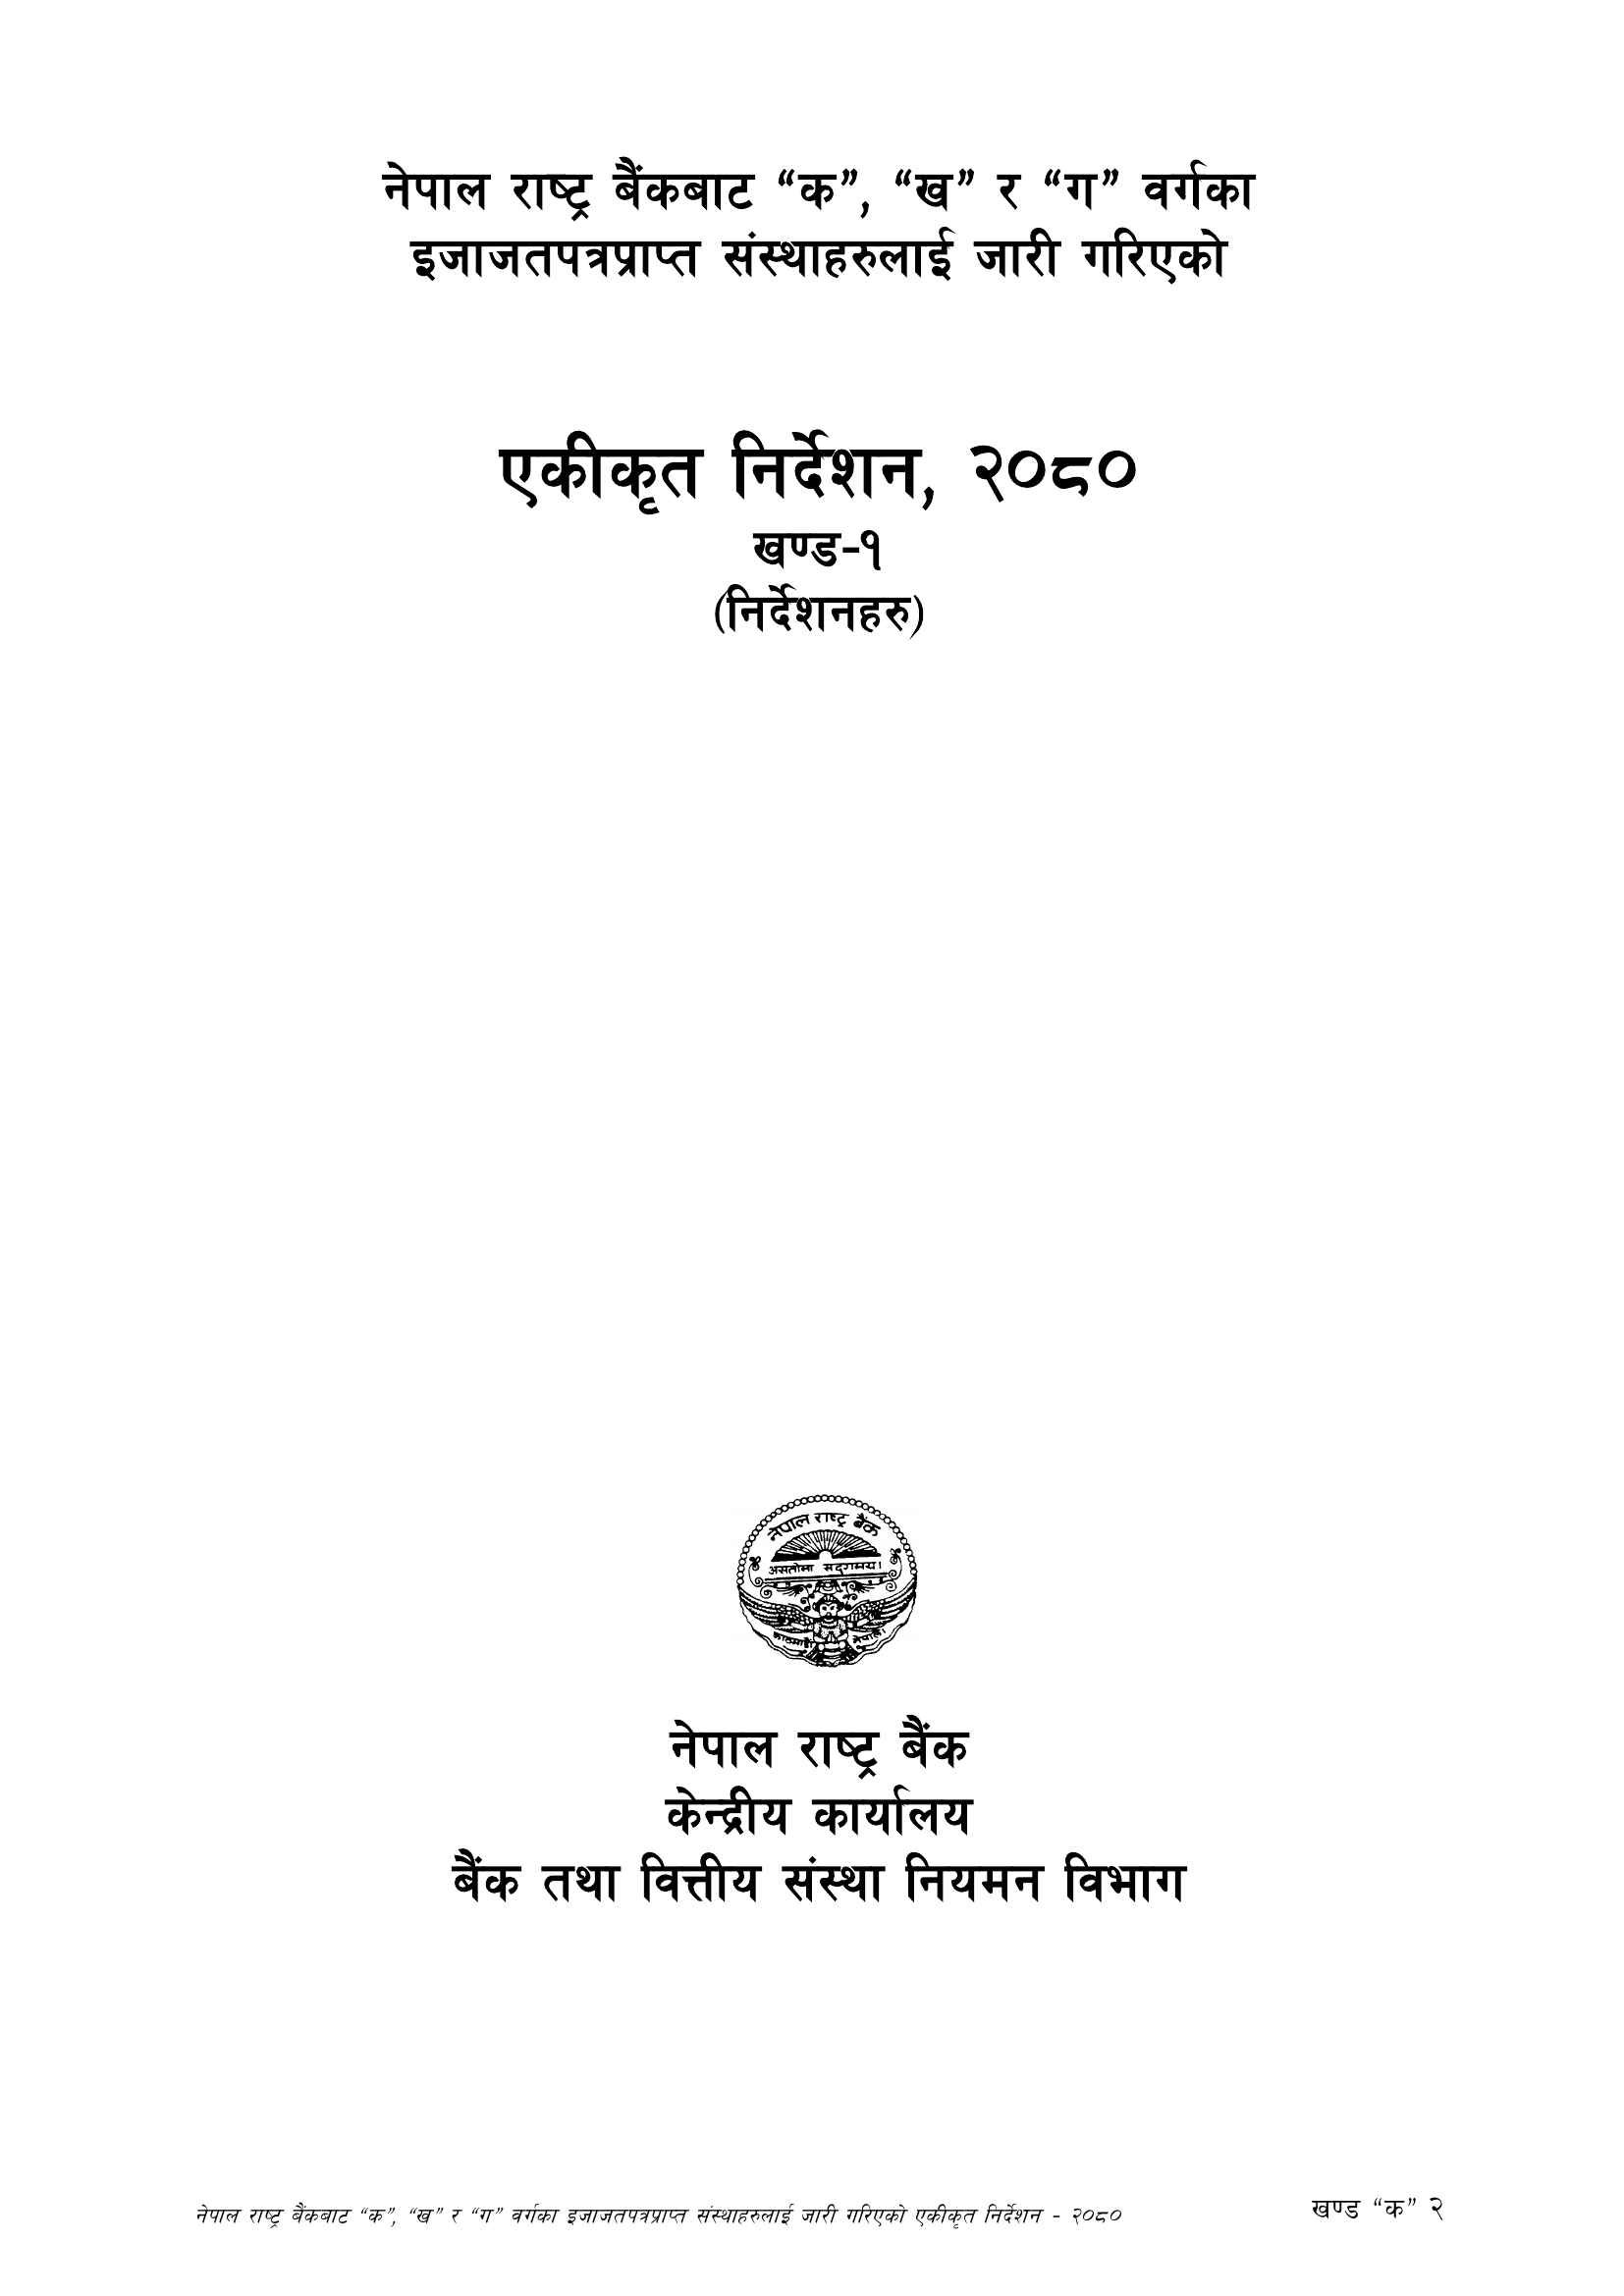 नेपाल राष्ट्र बैंकबाट “क”, “ख” र “ग” वर्गका
इजाजतपत्रप्राप्त संस्थाहरुलाई जारी गरिएको
एकीकृत निर्देशन, २०८०
खण्ड-१
(निर्देशनहरु)
नेपाल राष्ट्र बैंक
असतोमा सद्गमय।
काठमाडौं नेपाल।
नेपाल राष्ट्र बैंक
केन्द्रीय कार्यालय
बैंक तथा वित्तीय संस्था नियमन विभाग
नेपाल राष्ट्र बैंकबाट “क”, “ख” र “ग” वर्गका इजाजतपत्रप्राप्त संस्थाहरुलाई जारी गरिएको एकीकृत निर्देशन - २०८० खण्ड “क” २